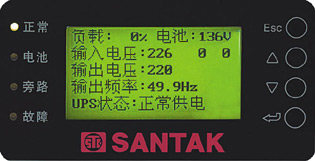 正常
电池
旁路
故障
负载: 0% 电池:136V
输入电压:226 0 0
输出电压:220
输出频率:49.9Hz
UPS状态:正常供电
Esc
SANTAK